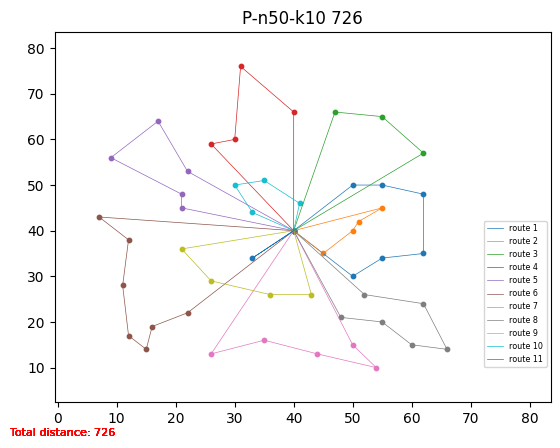 P-n50-k10 726
80
70
60
50
40
30
20
10
0 10 20 30 40 50 60 70 80
route 1
route 2
route 3
route 4
route 5
route 6
route 7
route 8
route 9
route 10
route 11
Total distance: 726